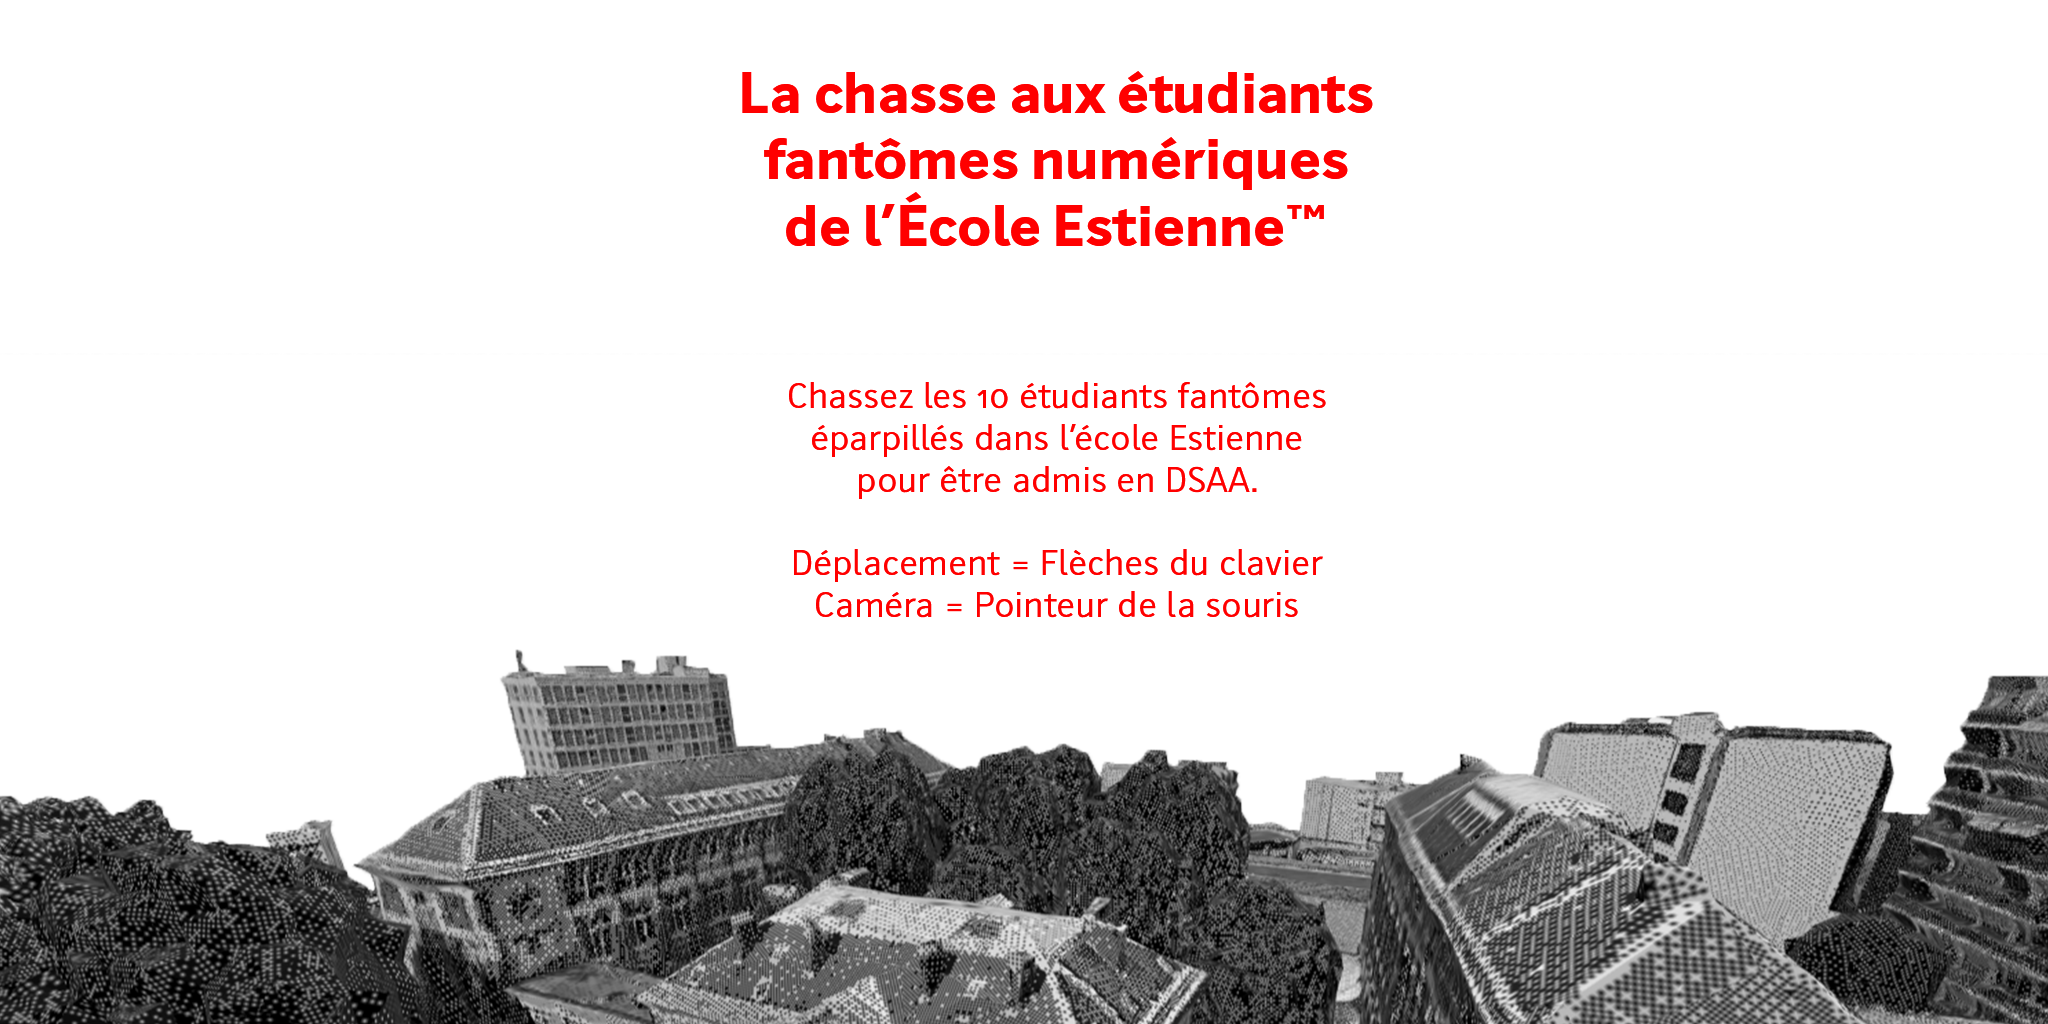 La chasse aux étudiants
fantômes numériques
de l’École Estienne™
Chassez les 10 étudiants fantômes
éparpillés dans l’école Estienne
pour être admis en DSAA.
Déplacement = Flèches du clavier
Caméra = Pointeur de la souris